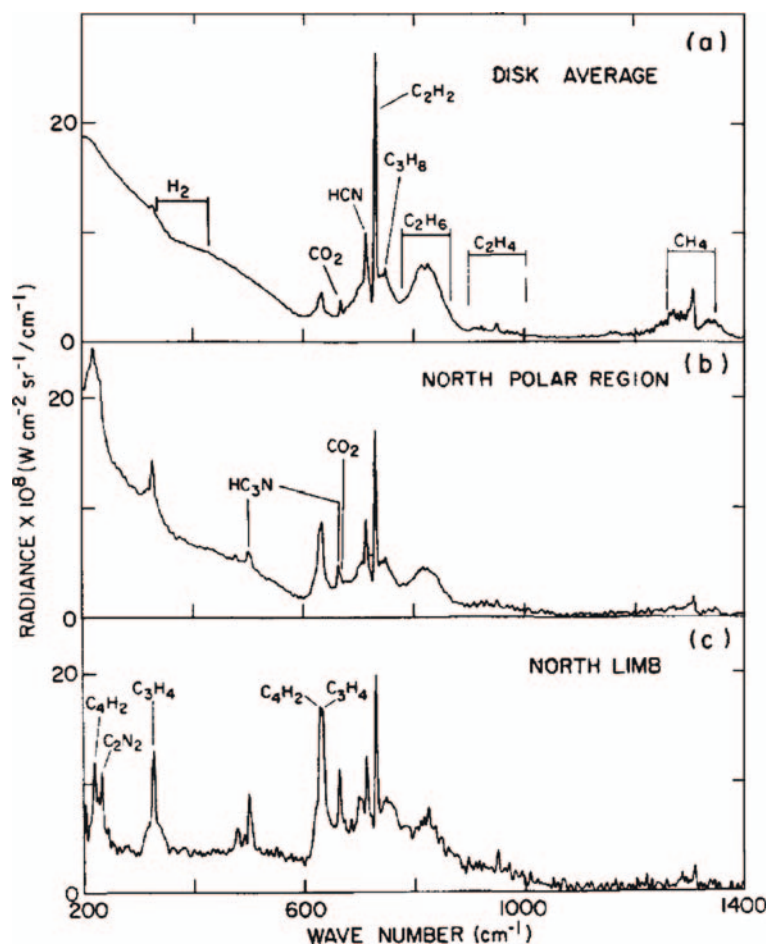 (a)
DISK AVERAGE
C₂H₂
20
C₃H₈
H₂
HCN
C₂H₆
C₂H₄
CH₄
CO₂
0
(b)
NORTH POLAR REGION
20
CO₂
HC₃N
0
(c)
NORTH LIMB
20
C₃H₄
C₄H₂
C₃H₄
C₄H₂
C₂N₂
0
200
600
1000
1400
WAVE NUMBER (cm⁻¹)
RADIANCE X 10⁸ (W cm⁻² sr⁻¹/cm⁻¹)